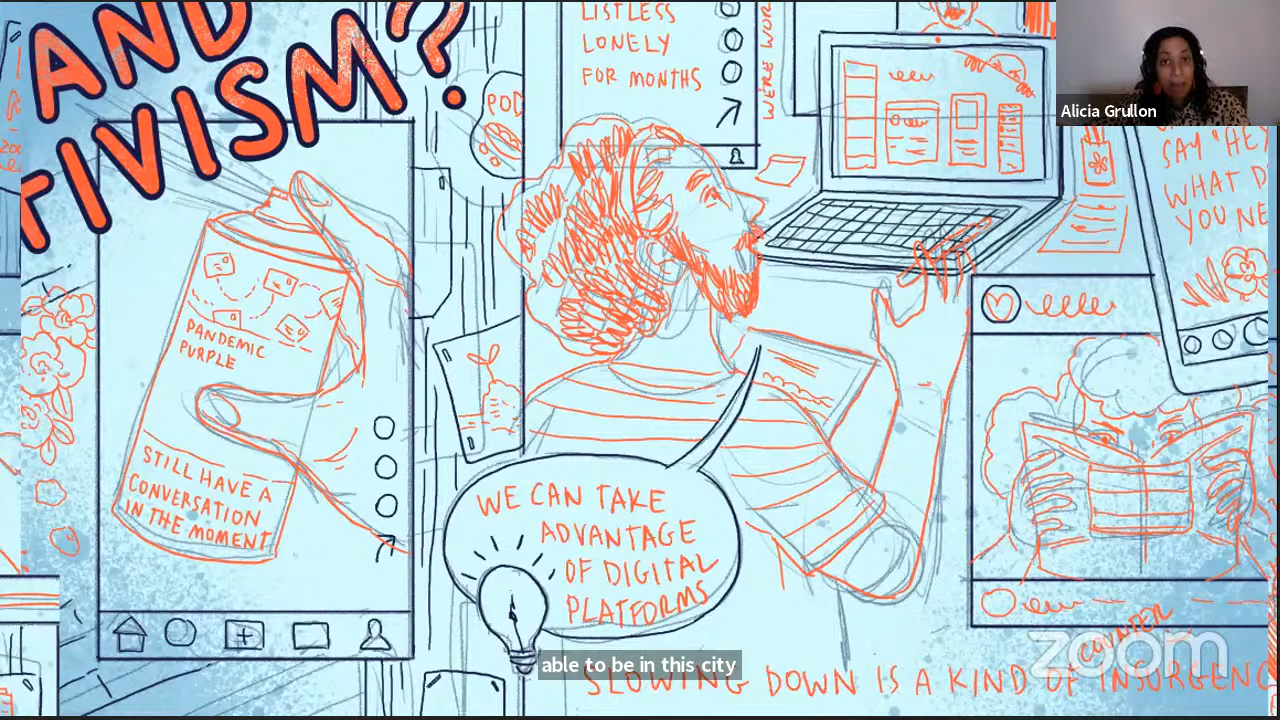 AND
TIVISM?
LISTLESS
LONELY
FOR MONTHS
POD
Alicia Grullon
SAY "HEY
WHAT D
YOU NE
PANDEMIC
PURPLE
STILL HAVE A
CONVERSATION
IN THE MOMENT
WE CAN TAKE
ADVANTAGE
OF DIGITAL
PLATFORMS
able to be in this city
COUNTER
SLOWING DOWN IS A KIND OF INSURGENC
zoom